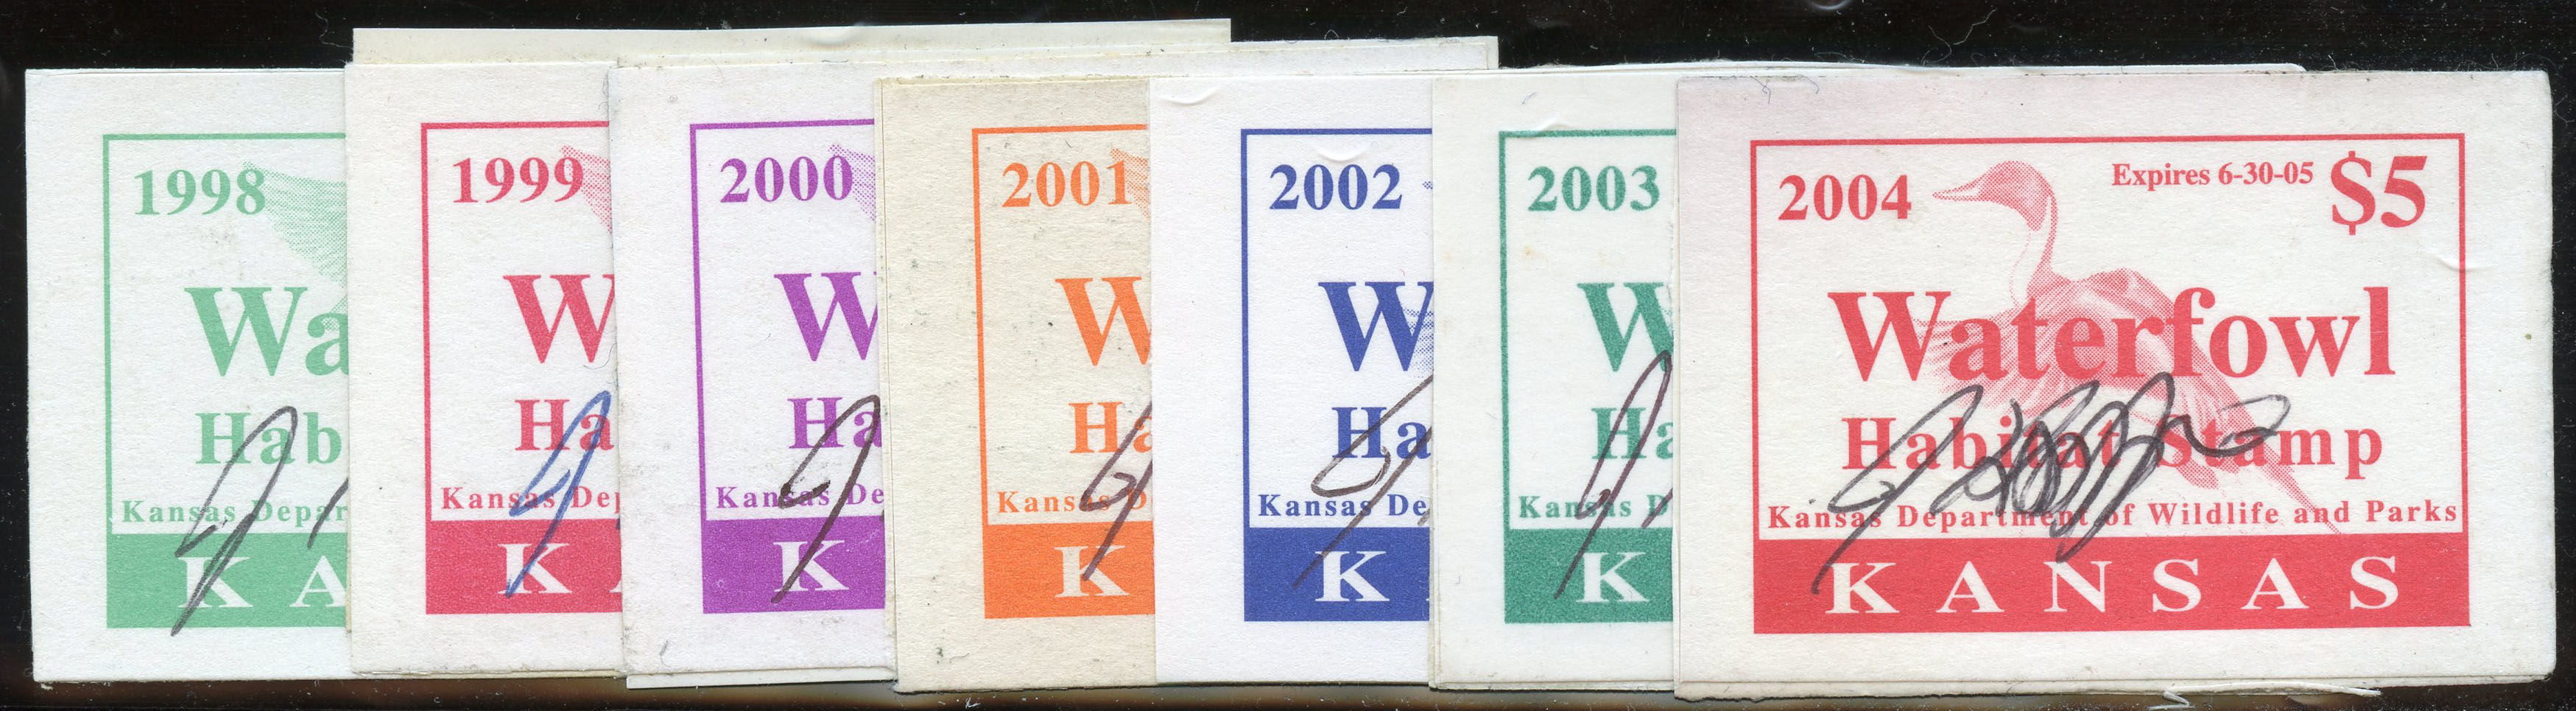 1998
Wa
Hab
Kansas Depar
K A
1999
W
Ha
Kansas Dep
K
2000
W
Ha
Kansas De
K
2001
W
Ha
Kansas D
K
2002
W
Ha
Kansas De
K
2003
W
Ha
Kansas D
K
2004 Expires 6-30-05 $5
Waterfowl
Habitat Stamp
Kansas Department of Wildlife and Parks
KANSAS